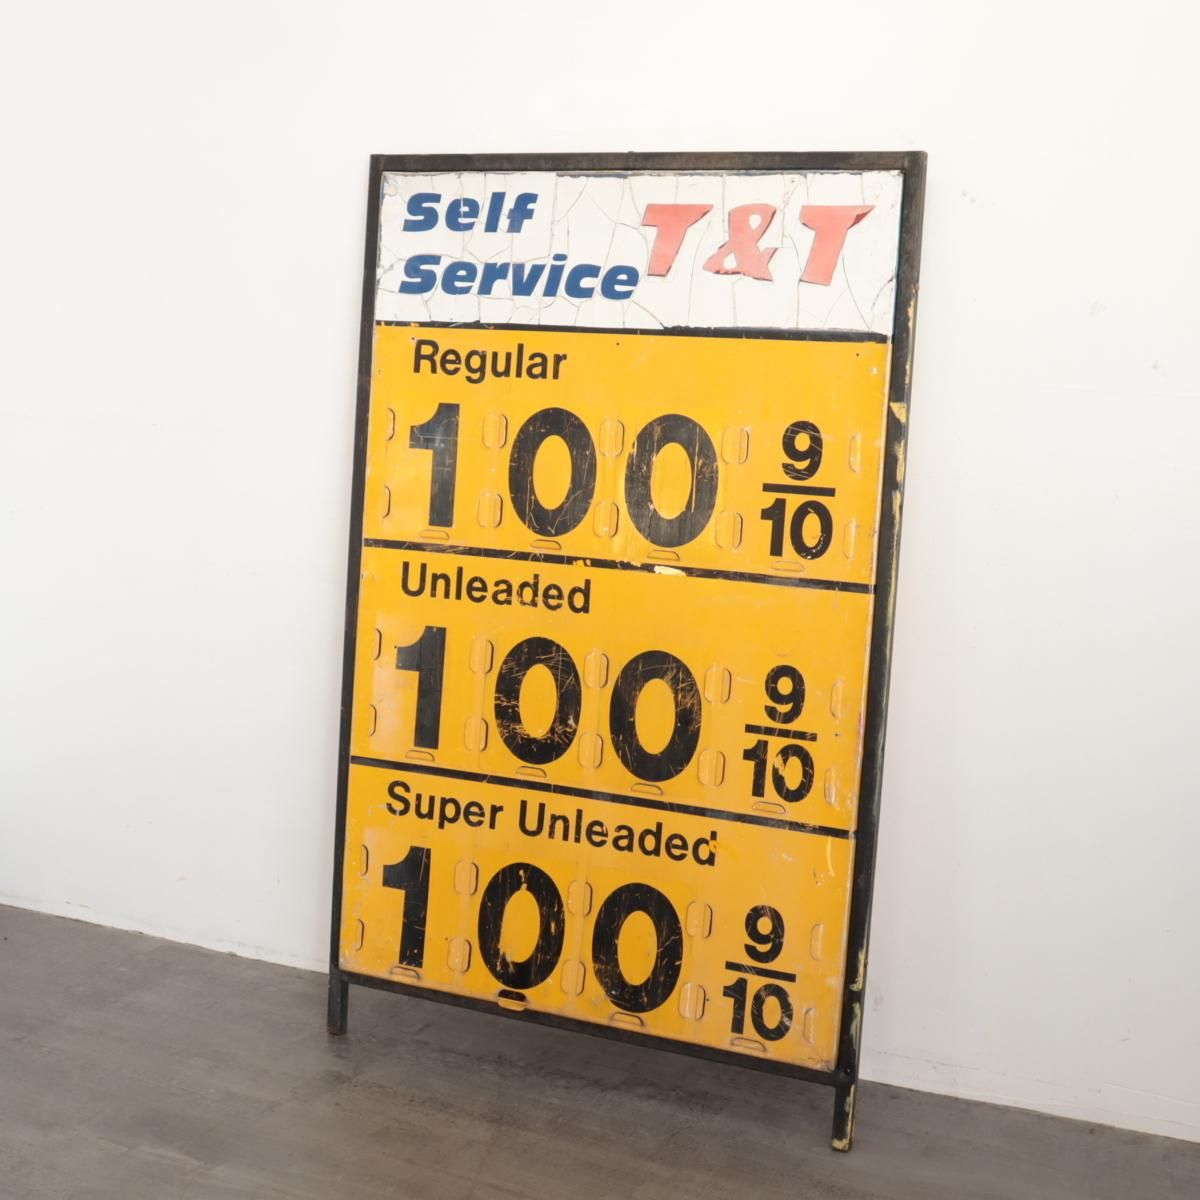 Self
Service T&T
Regular
100 9/10
Unleaded
100 9/10
Super Unleaded
100 9/10